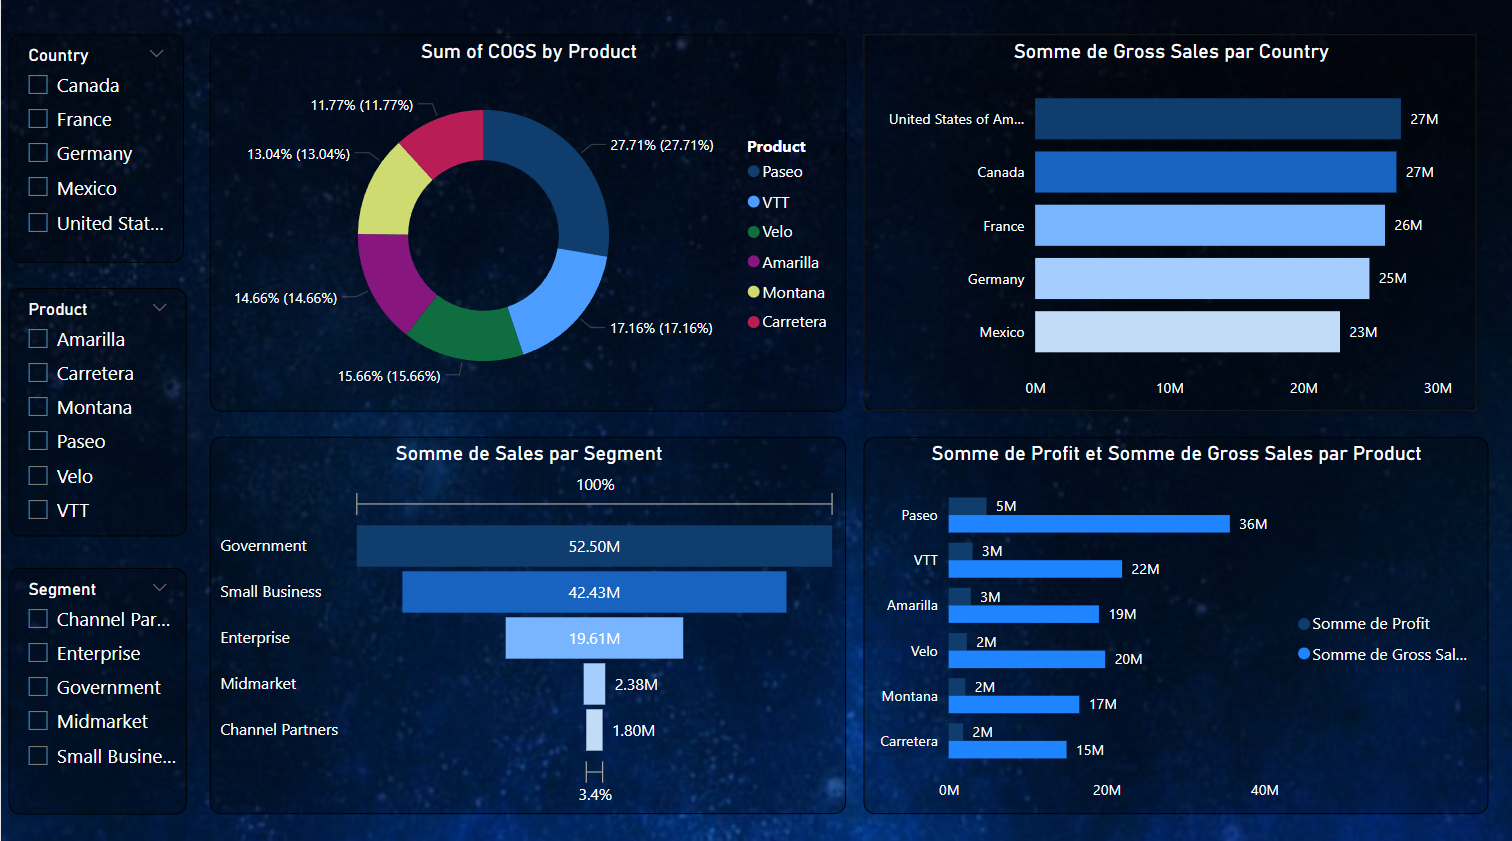 Country
Canada
France
Germany
Mexico
United Stat...
Product
Amarilla
Carretera
Montana
Paseo
Velo
VTT
Segment
Channel Par...
Enterprise
Government
Midmarket
Small Busine...
Sum of COGS by Product
11.77% (11.77%)
27.71% (27.71%)
13.04% (13.04%)
14.66% (14.66%)
17.16% (17.16%)
15.66% (15.66%)
Product
Paseo
VTT
Velo
Amarilla
Montana
Carretera
Somme de Gross Sales par Country
United States of Am... 27M
Canada 27M
France 26M
Germany 25M
Mexico 23M
0M 10M 20M 30M
Somme de Sales par Segment
100%
Government 52.50M
Small Business 42.43M
Enterprise 19.61M
Midmarket 2.38M
Channel Partners 1.80M
3.4%
Somme de Profit et Somme de Gross Sales par Product
Paseo 5M
36M
VTT 3M
22M
Amarilla 3M
19M
Velo 2M
20M
Montana 2M
17M
Carretera 2M
15M
0M 20M 40M
Somme de Profit
Somme de Gross Sal...